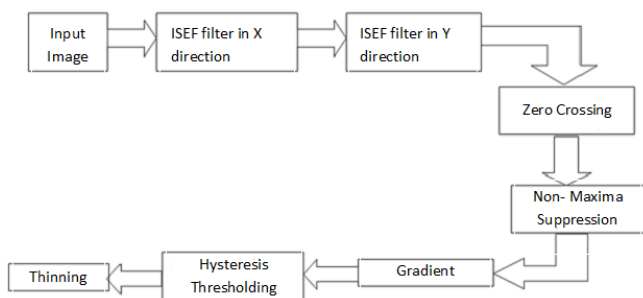 Input
Image
ISEF filter in X
direction
ISEF filter in Y
direction
Zero Crossing
Non- Maxima
Suppression
Gradient
Hysteresis
Thresholding
Thinning